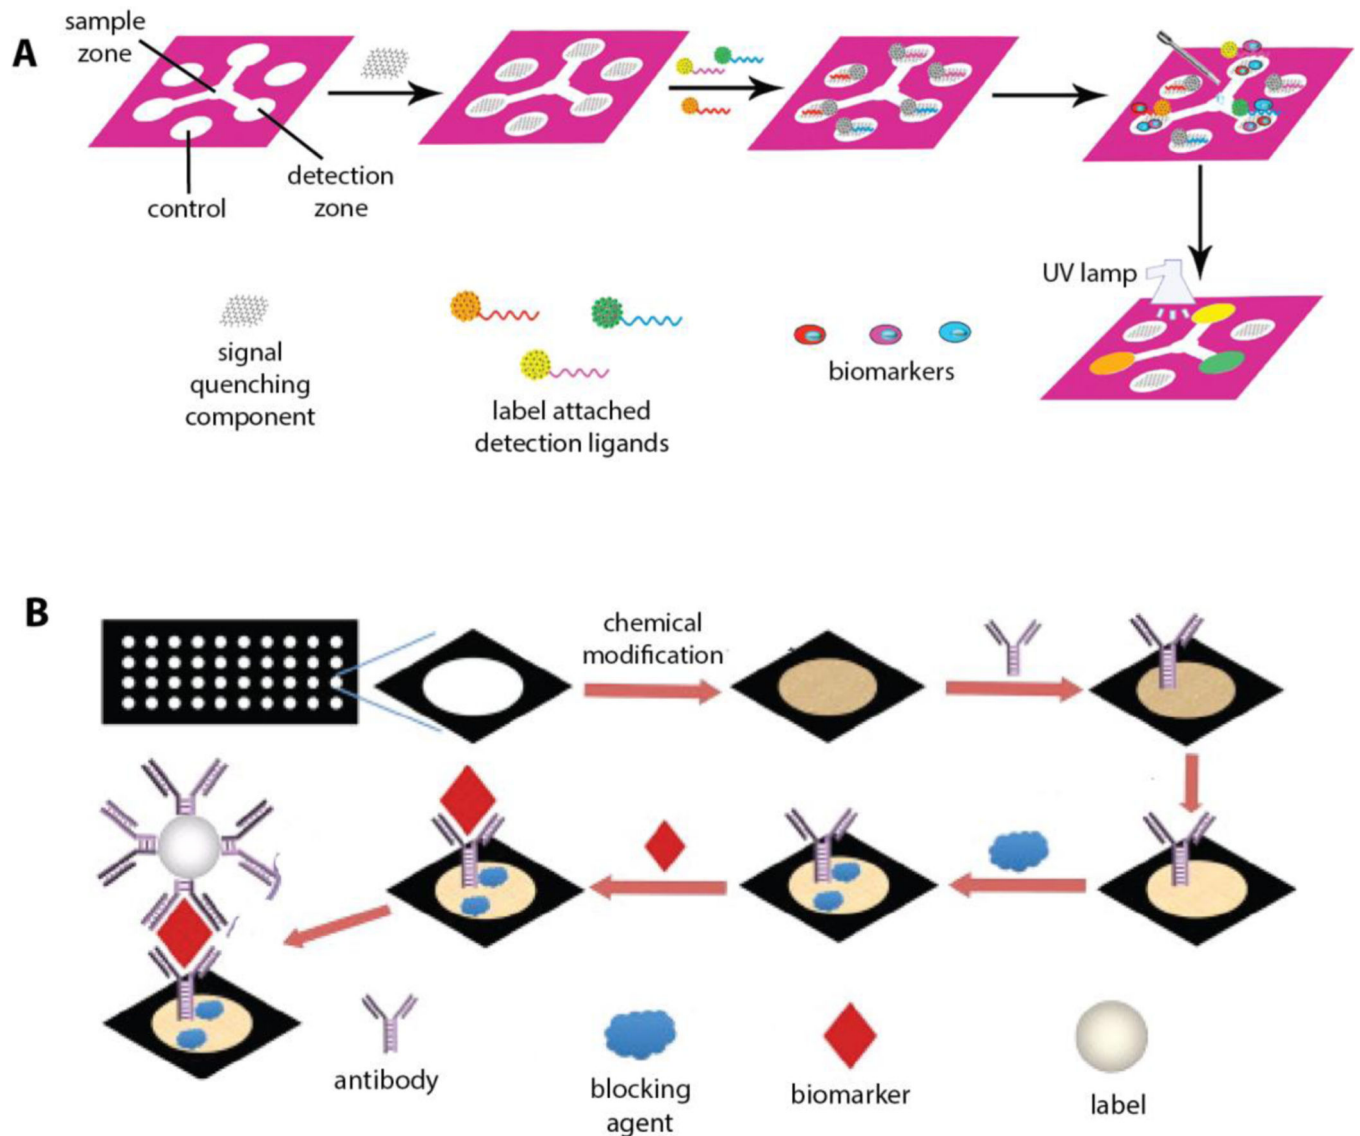 A
sample
zone
control
detection
zone
UV lamp
signal
quenching
component
label attached
detection ligands
biomarkers
B
chemical
modification
antibody
blocking
agent
biomarker
label